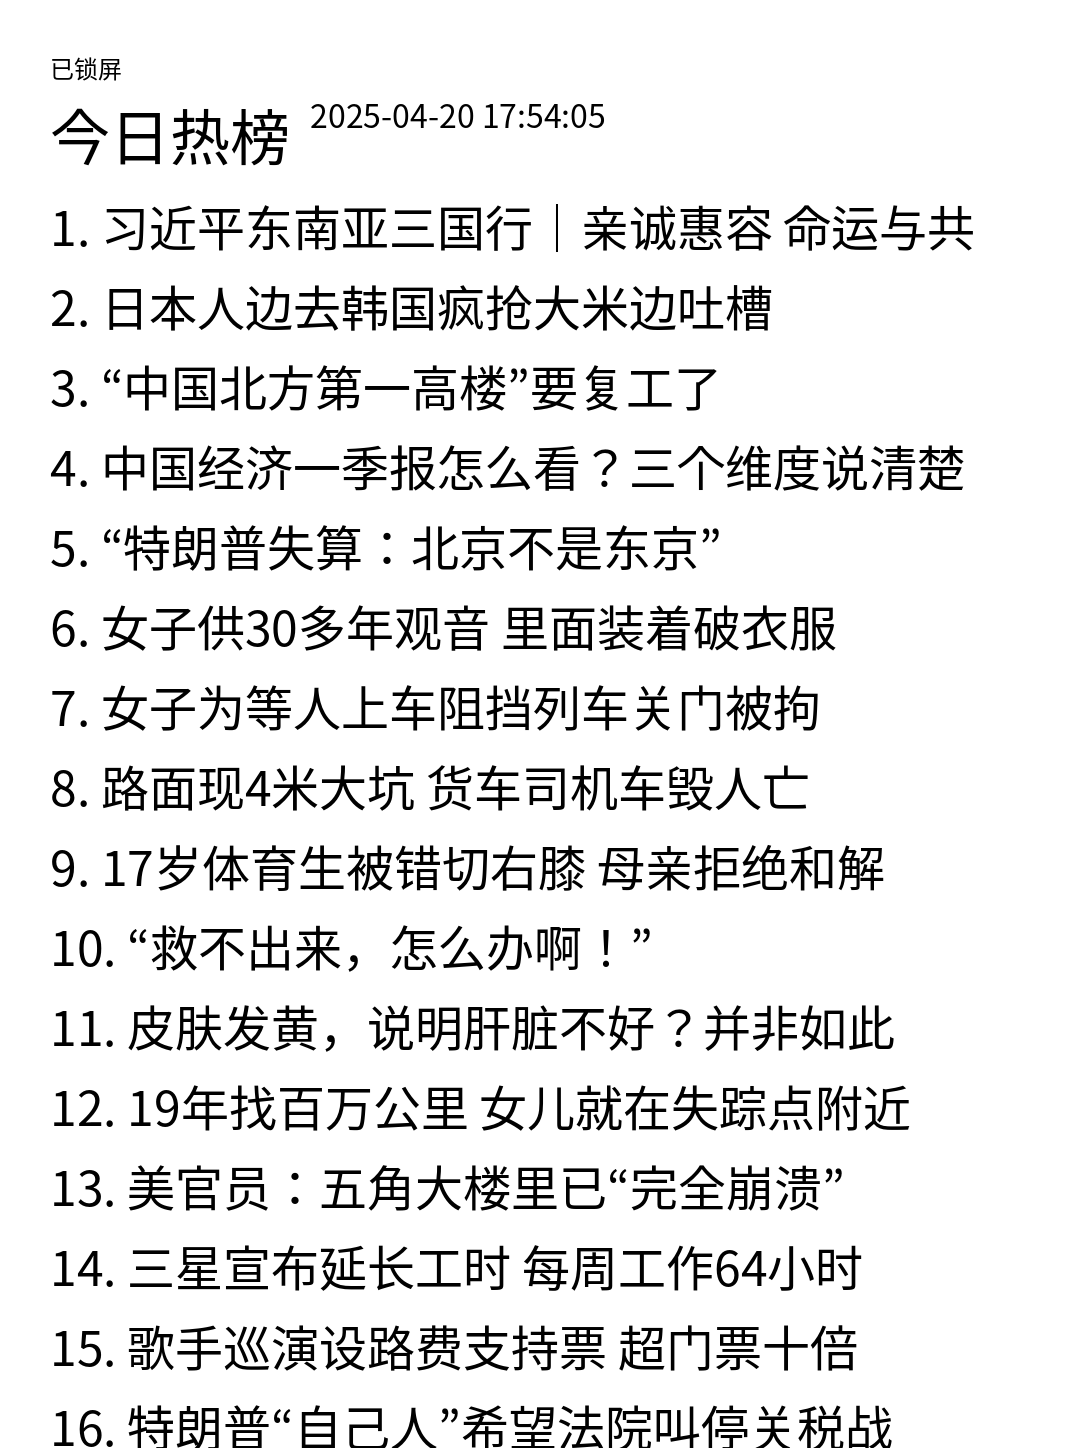 已锁屏
今日热榜 2025-04-20 17:54:05
1. 习近平东南亚三国行｜亲诚惠容 命运与共
2. 日本人边去韩国疯抢大米边吐槽
3. “中国北方第一高楼”要复工了
4. 中国经济一季报怎么看？三个维度说清楚
5. “特朗普失算：北京不是东京”
6. 女子供30多年观音 里面装着破衣服
7. 女子为等人上车阻挡列车关门被拘
8. 路面现4米大坑 货车司机车毁人亡
9. 17岁体育生被错切右膝 母亲拒绝和解
10. “救不出来，怎么办啊！”
11. 皮肤发黄，说明肝脏不好？并非如此
12. 19年找百万公里 女儿就在失踪点附近
13. 美官员：五角大楼里已“完全崩溃”
14. 三星宣布延长工时 每周工作64小时
15. 歌手巡演设路费支持票 超门票十倍
16. 特朗普“自己人”希望法院叫停关税战